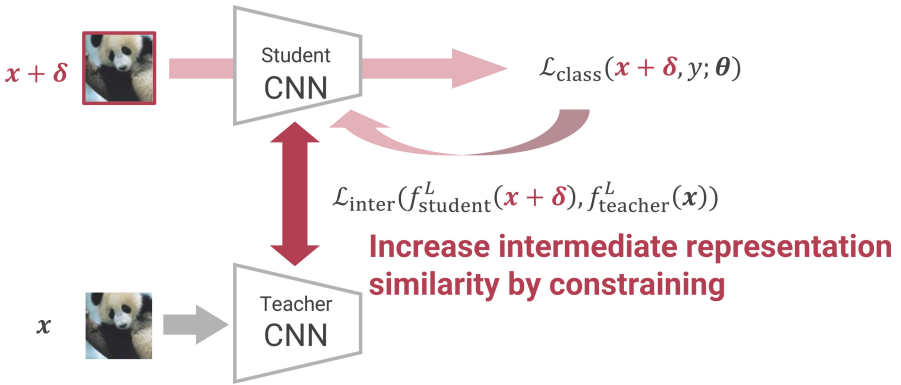 x + δ
Student
CNN
ℒclass(x + δ, y; θ)
ℒinter(f^L_student(x + δ), f^L_teacher(x))
Increase intermediate representation
similarity by constraining
x
Teacher
CNN